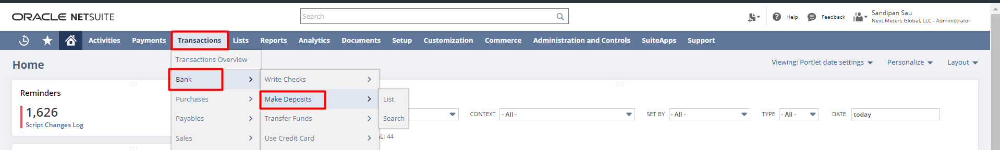 ORACLE NETSUITE
Search
Help
Feedback
Sandipan Sau
Next Meters Global, LLC - Administrator
Activities
Payments
Transactions
Lists
Reports
Analytics
Documents
Setup
Customization
Commerce
Administration and Controls
SuiteApps
Support
Home
Viewing: Portlet date settings
Personalize
Layout
Transactions Overview
Bank
Purchases
Payables
Sales
Write Checks
Make Deposits
Transfer Funds
Use Credit Card
List
Search
Reminders
1,626
Script Changes Log
CONTEXT
- All -
SET BY
- All -
TYPE
- All -
DATE
today
44